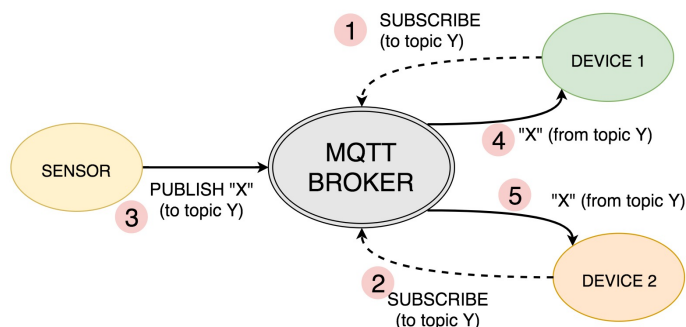 1
SUBSCRIBE
(to topic Y)
DEVICE 1
4
"X" (from topic Y)
MQTT
BROKER
SENSOR
PUBLISH "X"
(to topic Y)
3
5
"X" (from topic Y)
DEVICE 2
2
SUBSCRIBE
(to topic Y)